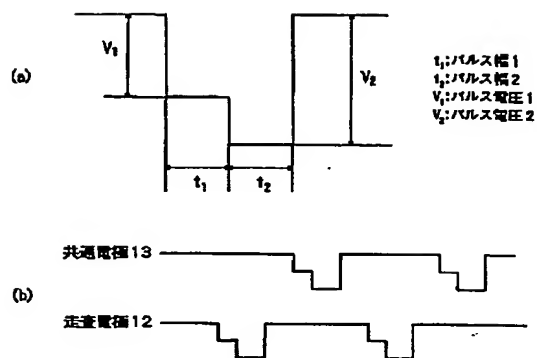 (a)
V₁
V₂
t₁
t₂
t₁:パルス幅1
t₂:パルス幅2
V₁:パルス電圧1
V₂:パルス電圧2
(b)
共通電極13
走査電極12